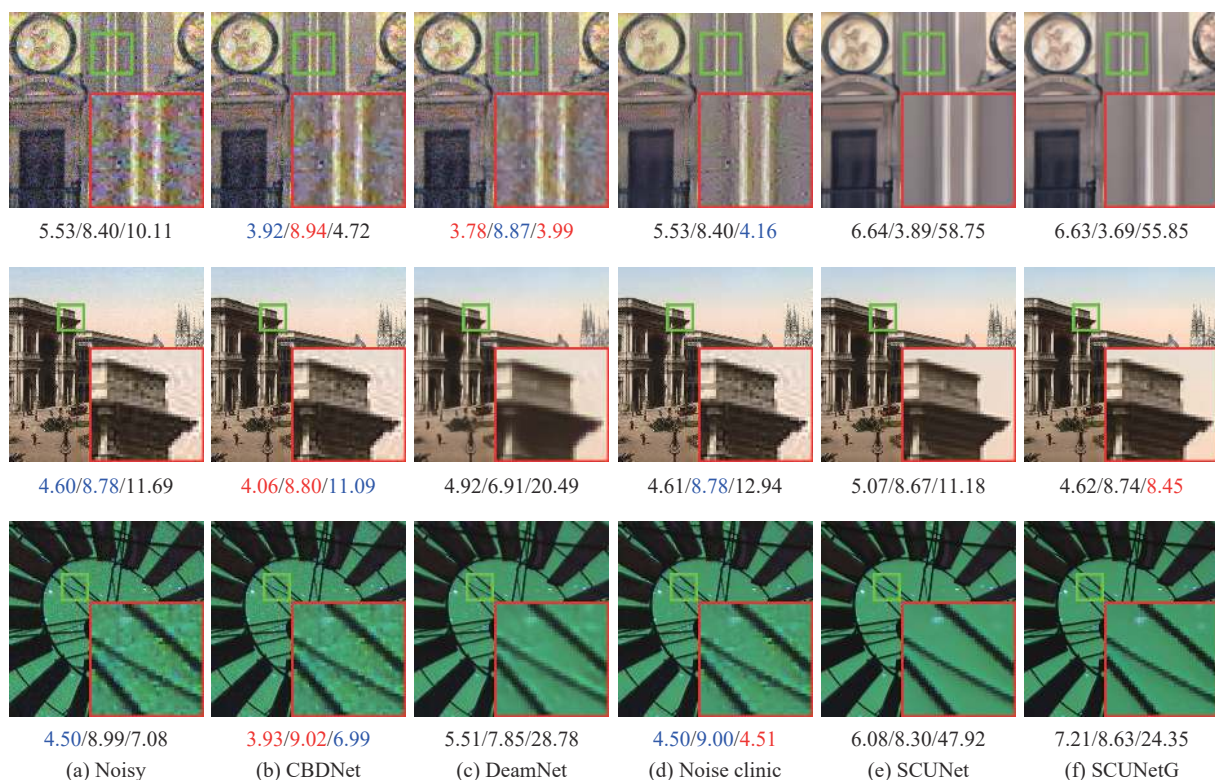 5.53/8.40/10.11 3.92/8.94/4.72 3.78/8.87/3.99 5.53/8.40/4.16 6.64/3.89/58.75 6.63/3.69/55.85
4.60/8.78/11.69 4.06/8.80/11.09 4.92/6.91/20.49 4.61/8.78/12.94 5.07/8.67/11.18 4.62/8.74/8.45
4.50/8.99/7.08 3.93/9.02/6.99 5.51/7.85/28.78 4.50/9.00/4.51 6.08/8.30/47.92 7.21/8.63/24.35
(a) Noisy (b) CBDNet (c) DeamNet (d) Noise clinic (e) SCUNet (f) SCUNetG